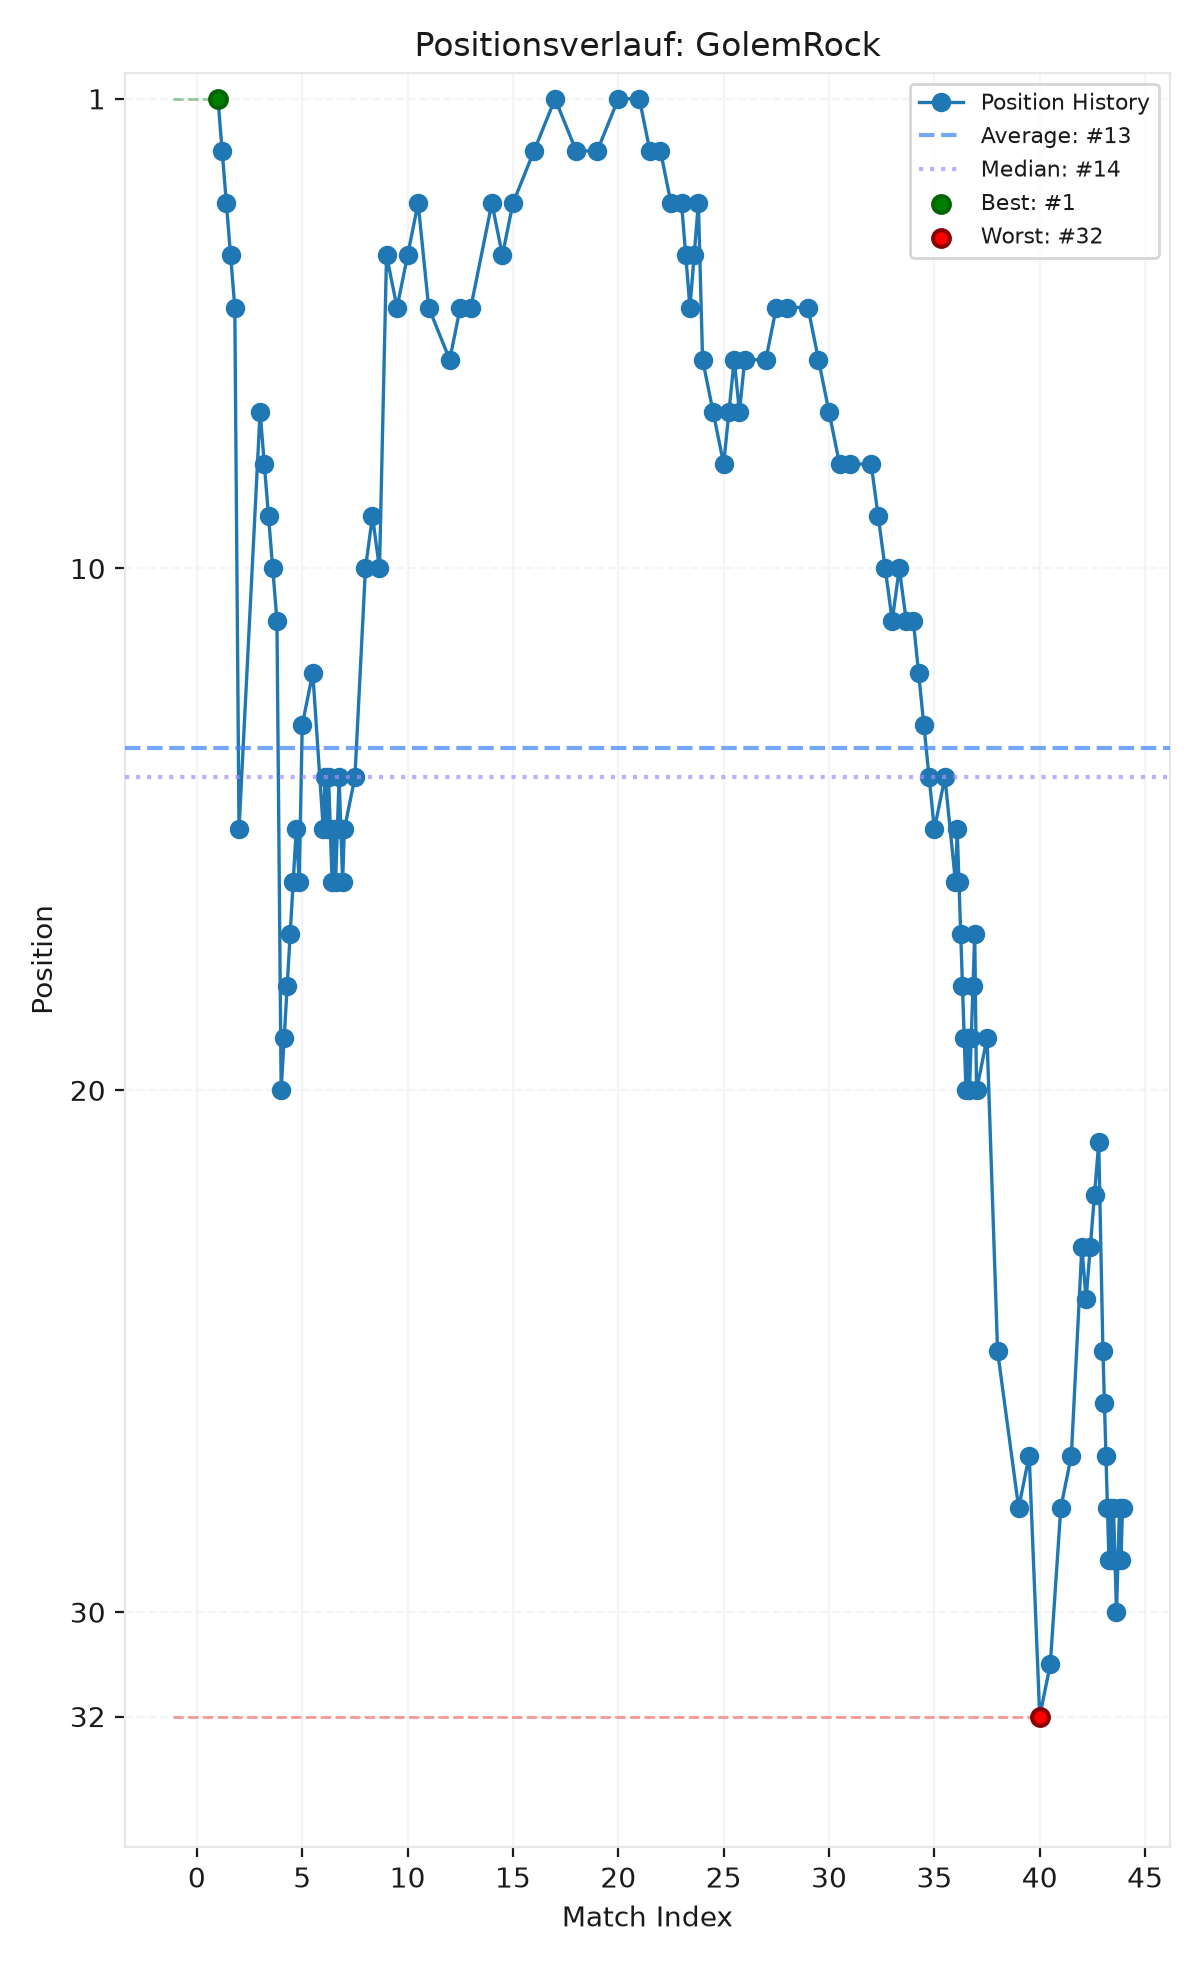 Positionsverlauf: GolemRock
Position History
Average: #13
Median: #14
Best: #1
Worst: #32
1
10
20
30
32
Position
0 5 10 15 20 25 30 35 40 45
Match Index